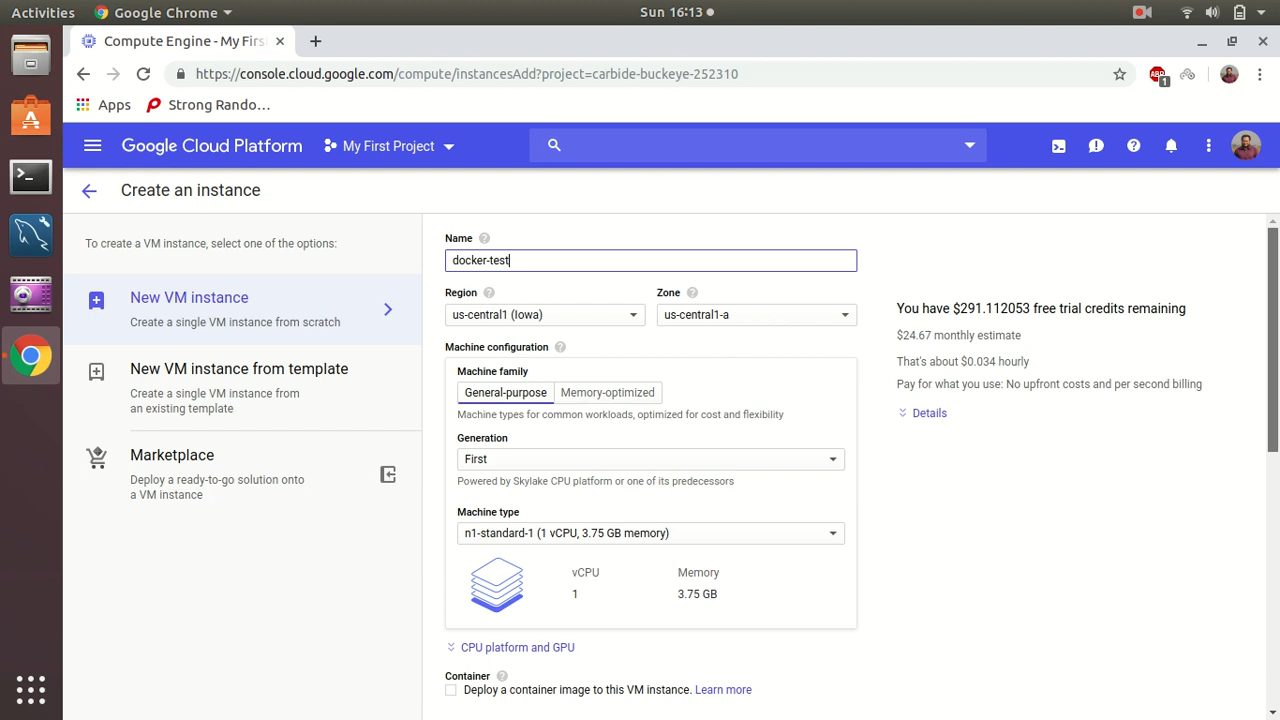 Activities
Google Chrome
Sun 16:13
Compute Engine - My First
https://console.cloud.google.com/compute/instancesAdd?project=carbide-buckeye-252310
1
Apps
Strong Rando…
Google Cloud Platform
My First Project
Create an instance
To create a VM instance, select one of the options:
New VM instance
Create a single VM instance from scratch
New VM instance from template
Create a single VM instance from
an existing template
Marketplace
Deploy a ready-to-go solution onto
a VM instance
Name
docker-test
Region
Zone
us-central1 (Iowa)
us-central1-a
Machine configuration
Machine family
General-purpose
Memory-optimized
Machine types for common workloads, optimized for cost and flexibility
Generation
First
Powered by Skylake CPU platform or one of its predecessors
Machine type
n1-standard-1 (1 vCPU, 3.75 GB memory)
vCPU
Memory
1
3.75 GB
CPU platform and GPU
Container
Deploy a container image to this VM instance. Learn more
You have $291.112053 free trial credits remaining
$24.67 monthly estimate
That's about $0.034 hourly
Pay for what you use: No upfront costs and per second billing
Details